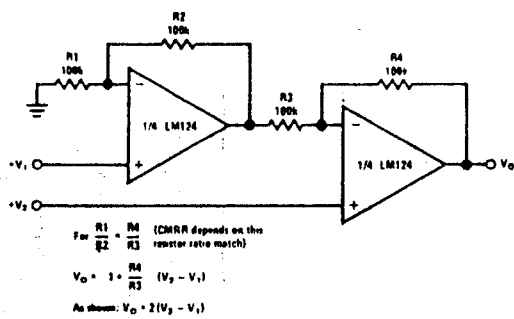 R2
100k
R1
100k
R4
R3
100k
1/4 LM124
1/4 LM124
+V1
+V2
VO
−
+
−
+
For R1/R2 = R4/R3 (CMRR depends on this
resistor ratio match)
VO = 1 + R4/R3 (V2 − V1)
As shown: VO = 2 (V2 − V1)